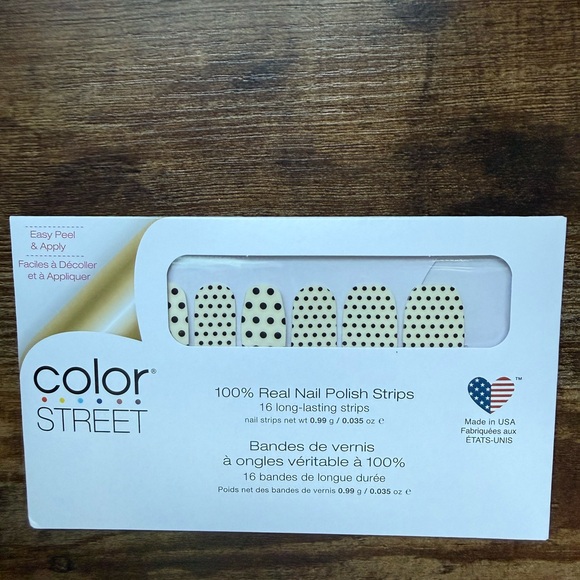 Easy Peel
& Apply
Faciles à Décoller
et à Appliquer
color®
STREET
100% Real Nail Polish Strips
16 long-lasting strips
nail strips net wt 0.99 g / 0.035 oz ℮
Bandes de vernis
à ongles véritable à 100%
16 bandes de longue durée
Poids net des bandes de vernis 0.99 g / 0.035 oz ℮
™
Made in USA
Fabriquées aux
ÉTATS-UNIS